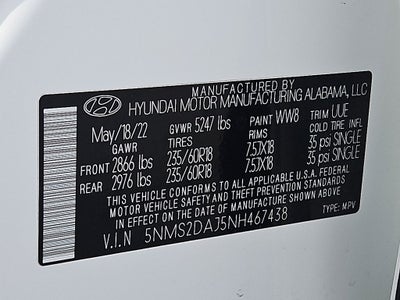 MANUFACTURED BY
HYUNDAI MOTOR MANUFACTURING ALABAMA, LLC
May/18/22 GVWR 5247 lbs PAINT WW8 TRIM UUE
GAWR TIRES RIMS COLD TIRE INFL
FRONT 2866 lbs 235/60R18 7.5JX18 35 psi SINGLE
REAR 2976 lbs 235/60R18 7.5JX18 35 psi SINGLE
THIS VEHICLE CONFORMS TO ALL APPLICABLE U.S.A. FEDERAL
MOTOR VEHICLE SAFETY AND THEFT PREVENTION STANDARDS
IN EFFECT ON THE DATE OF MANUFACTURE SHOWN ABOVE.
V.I.N 5NMS2DAJ5NH467438 TYPE: MPV